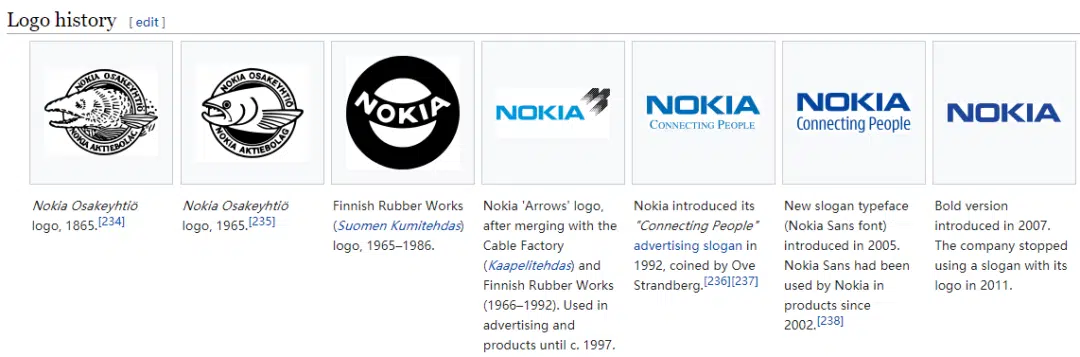 Logo history [ edit ]
NOKIA OSAKEYHTIÖ
NOKIA AKTIEBOLAG
NOKIA OSAKEYHTIÖ
NOKIA AKTIEBOLAG
NOKIA
NOKIA
NOKIA
CONNECTING PEOPLE
NOKIA
Connecting People
NOKIA
Nokia Osakeyhtiö
logo, 1865.[234]
Nokia Osakeyhtiö
logo, 1965.[235]
Finnish Rubber Works
(Suomen Kumitehdas)
logo, 1965–1986.
Nokia 'Arrows' logo,
after merging with the
Cable Factory
(Kaapelitehdas) and
Finnish Rubber Works
(1966–1992). Used in
advertising and
products until c. 1997.
Nokia introduced its
"Connecting People"
advertising slogan in
1992, coined by Ove
Strandberg.[236][237]
New slogan typeface
(Nokia Sans font)
introduced in 2005.
Nokia Sans had been
used by Nokia in
products since
2002.[238]
Bold version
introduced in 2007.
The company stopped
using a slogan with its
logo in 2011.